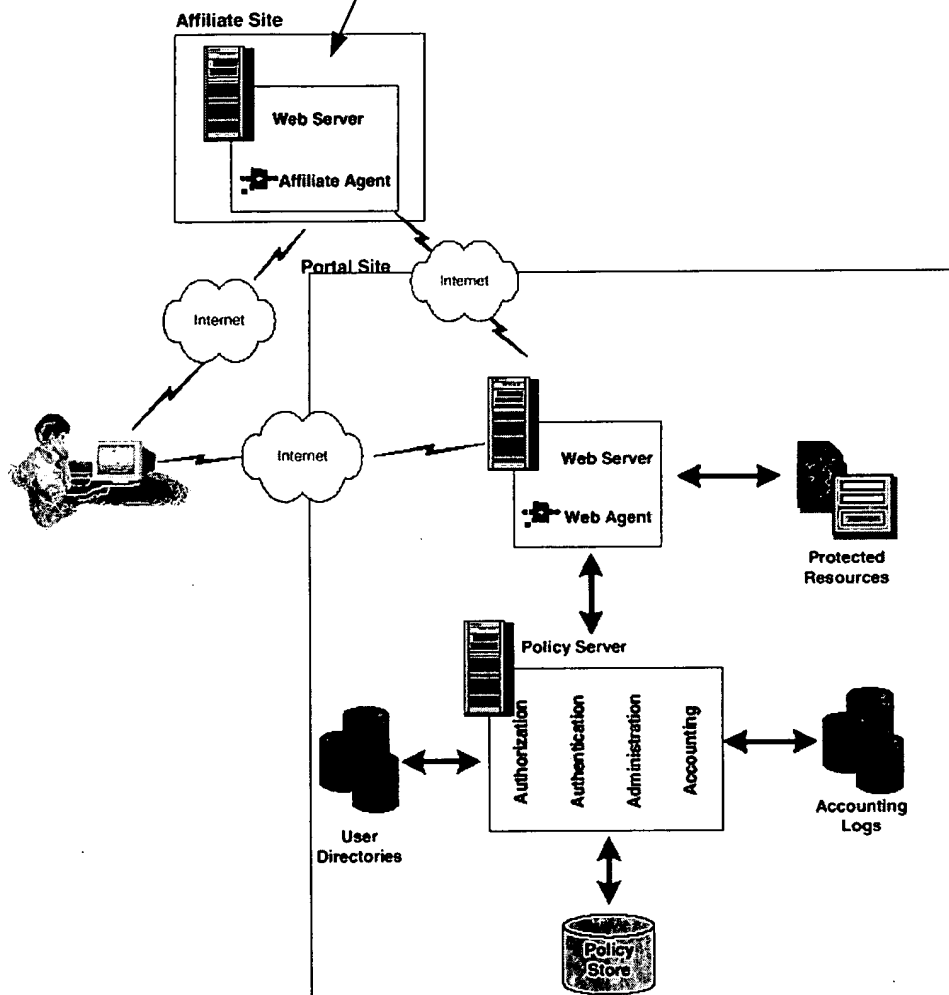 Affiliate Site
Web Server
Affiliate Agent
Portal Site
Internet
Internet
Internet
Web Server
Web Agent
Protected
Resources
Policy Server
Authorization
Authentication
Administration
Accounting
User
Directories
Accounting
Logs
Policy
Store